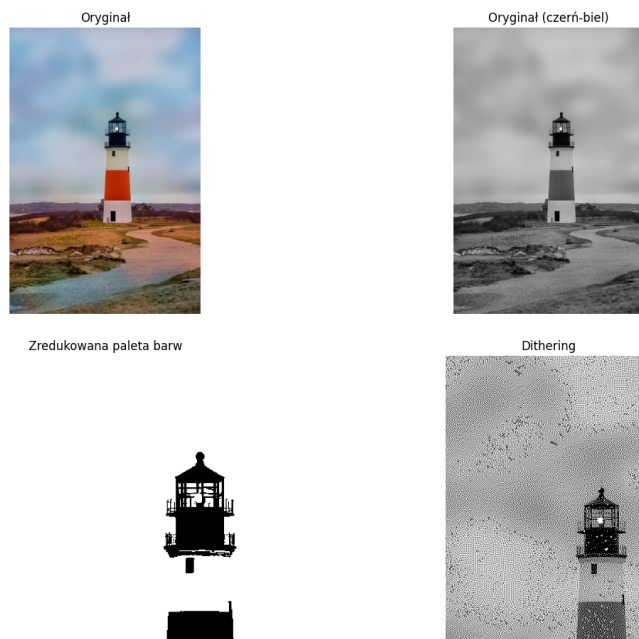 Oryginał
Oryginał (czerń-biel)
Zredukowana paleta barw
Dithering